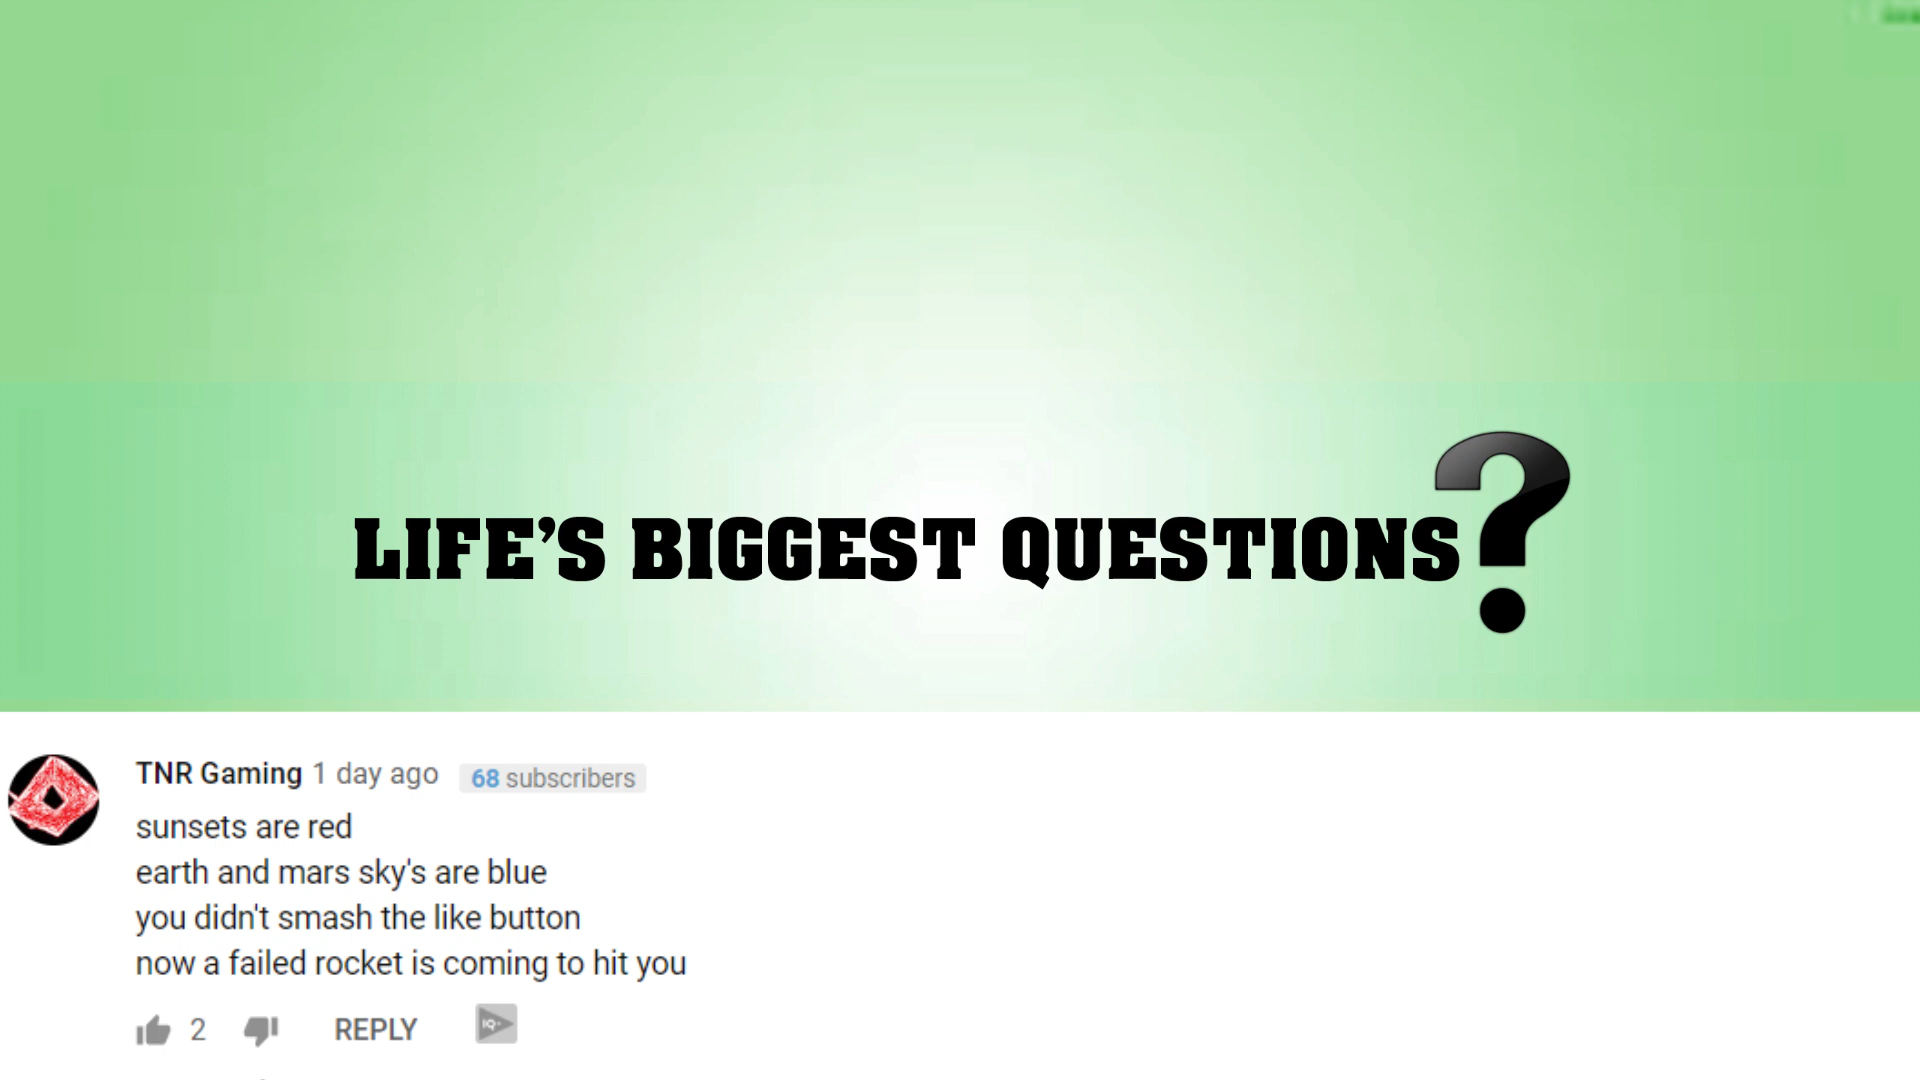 LIFE'S BIGGEST QUESTIONS?
TNR Gaming 1 day ago 68 subscribers
sunsets are red
earth and mars sky's are blue
you didn't smash the like button
now a failed rocket is coming to hit you
2 REPLY IQ